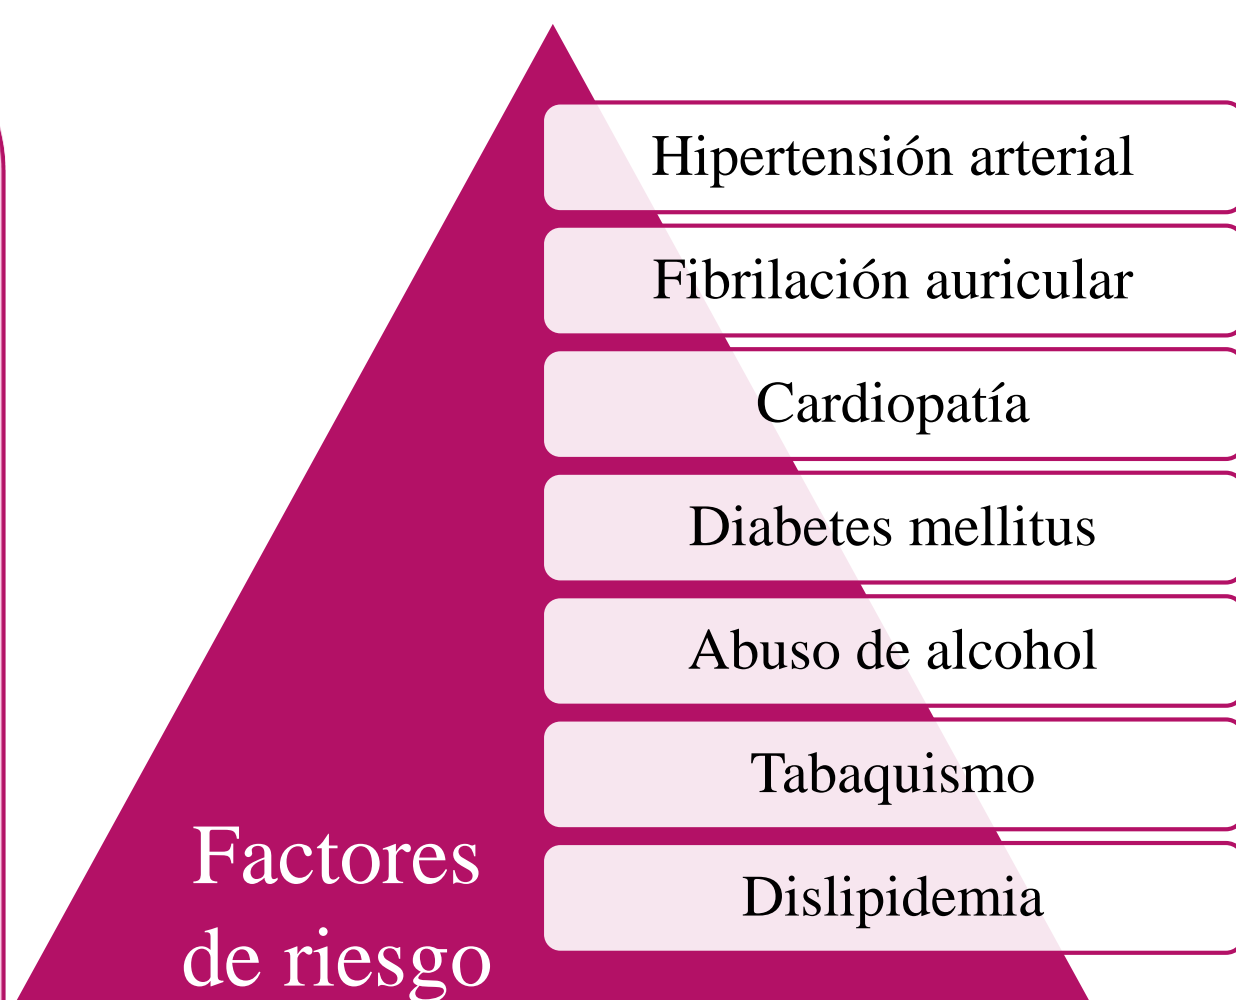 Hipertensión arterial
Fibrilación auricular
Cardiopatía
Diabetes mellitus
Abuso de alcohol
Tabaquismo
Dislipidemia
Factores
de riesgo